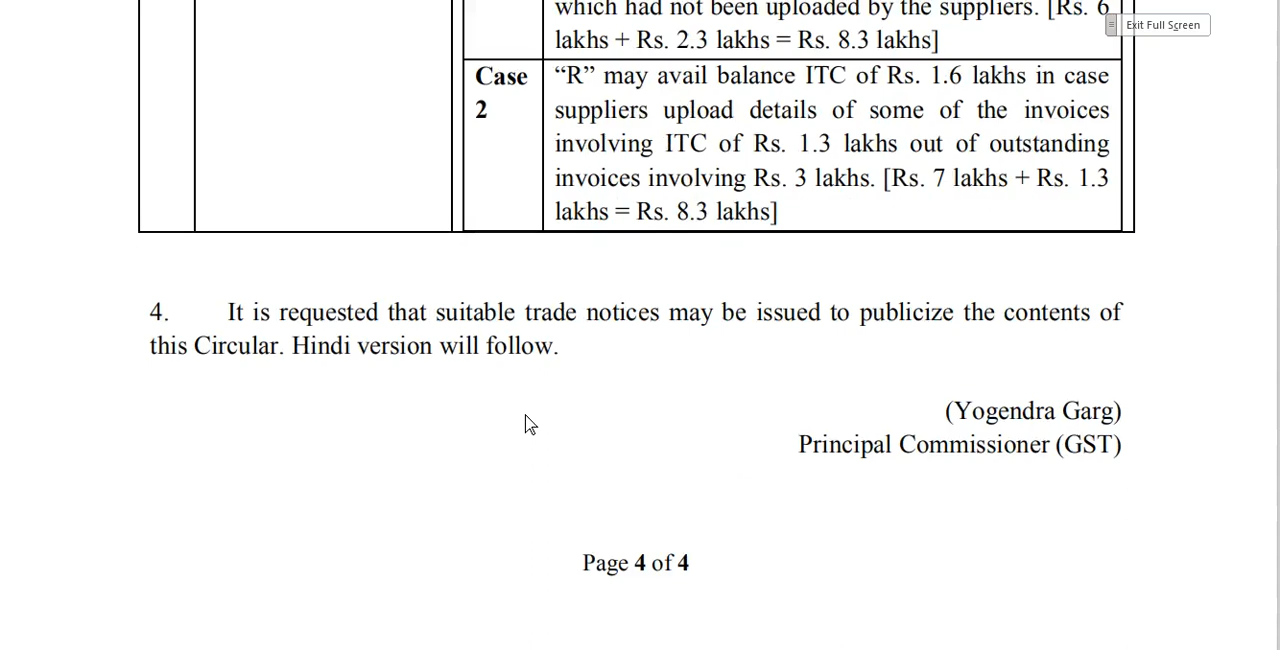 which had not been uploaded by the suppliers. [Rs. 6
Exit Full Screen
lakhs + Rs. 2.3 lakhs = Rs. 8.3 lakhs]
Case
2
“R” may avail balance ITC of Rs. 1.6 lakhs in case
suppliers upload details of some of the invoices
involving ITC of Rs. 1.3 lakhs out of outstanding
invoices involving Rs. 3 lakhs. [Rs. 7 lakhs + Rs. 1.3
lakhs = Rs. 8.3 lakhs]
4. It is requested that suitable trade notices may be issued to publicize the contents of
this Circular. Hindi version will follow.
(Yogendra Garg)
Principal Commissioner (GST)
Page 4 of 4